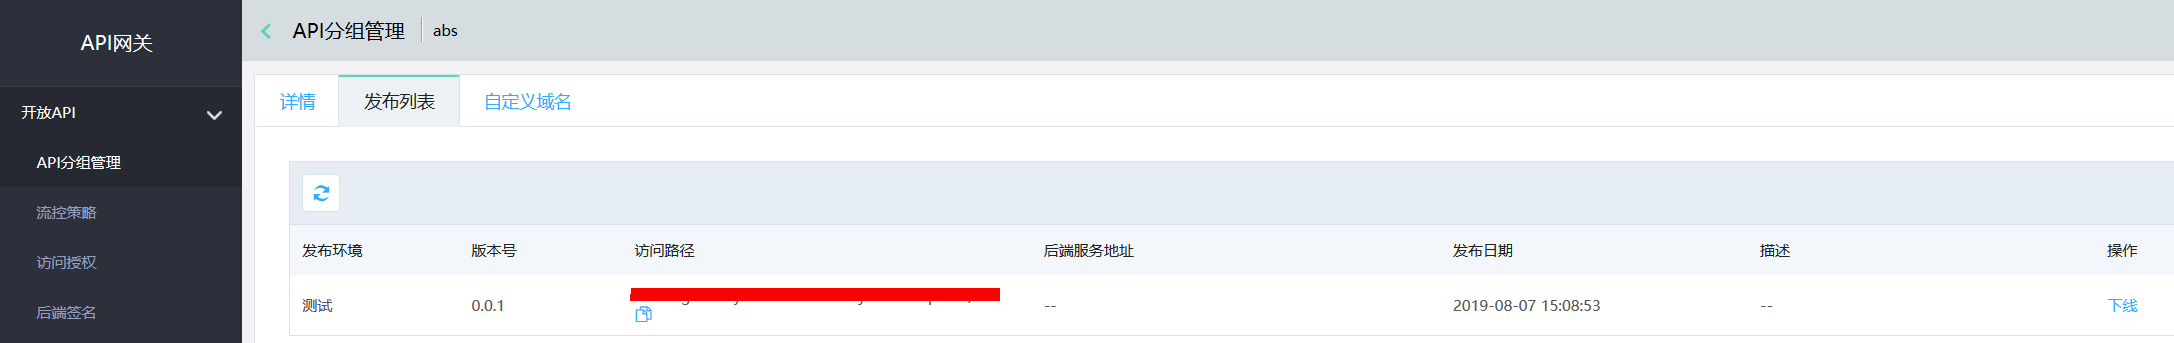 API网关
API分组管理 abs
开放API
API分组管理
流控策略
访问授权
后端签名
详情 发布列表 自定义域名
发布环境 版本号 访问路径 后端服务地址 发布日期 描述 操作
测试 0.0.1 -- 2019-08-07 15:08:53 -- 下线